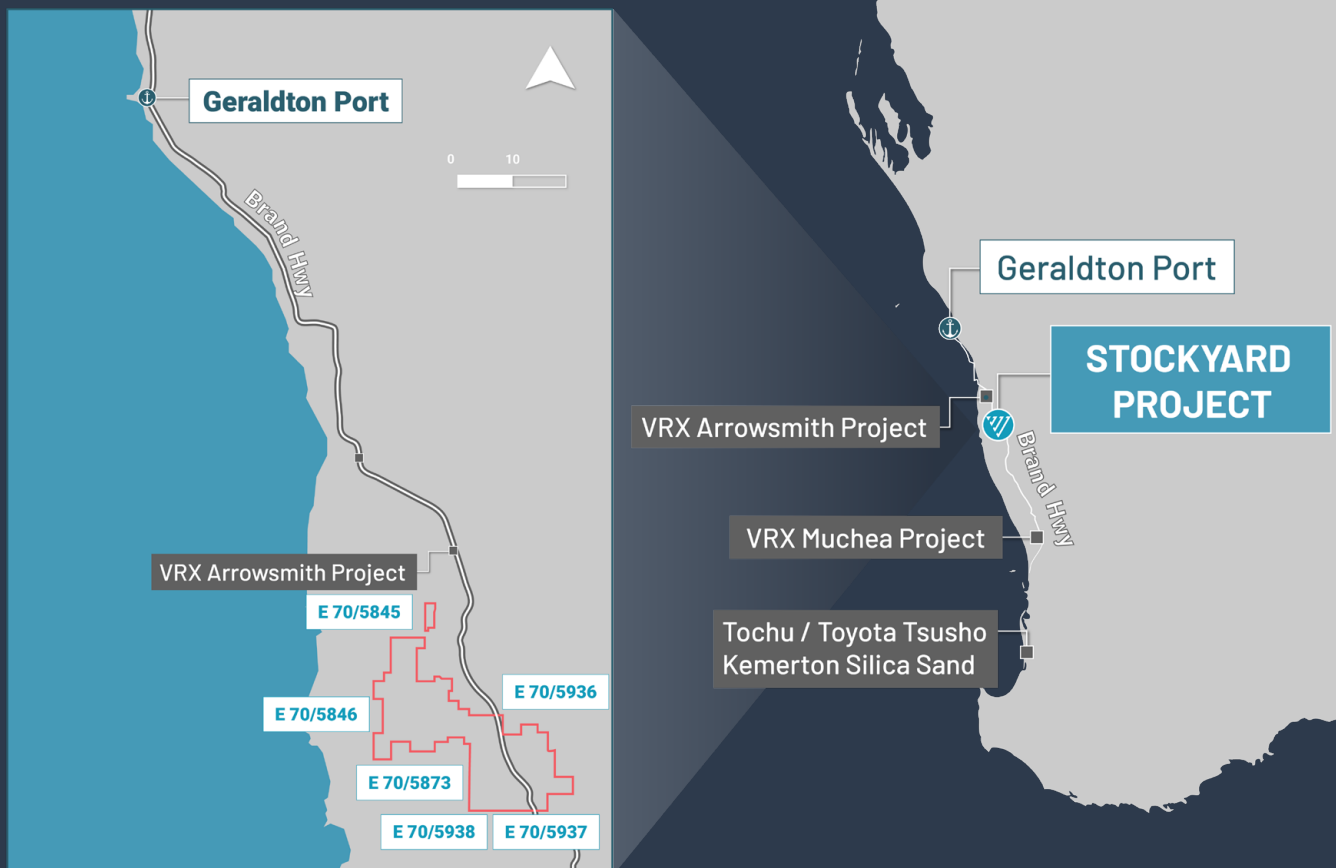 Geraldton Port
0 10
Brand Hwy
VRX Arrowsmith Project
E 70/5845
E 70/5936
E 70/5846
E 70/5873
E 70/5938
E 70/5937
Geraldton Port
STOCKYARD
PROJECT
VRX Arrowsmith Project
Brand Hwy
VRX Muchea Project
Tochu / Toyota Tsusho
Kemerton Silica Sand